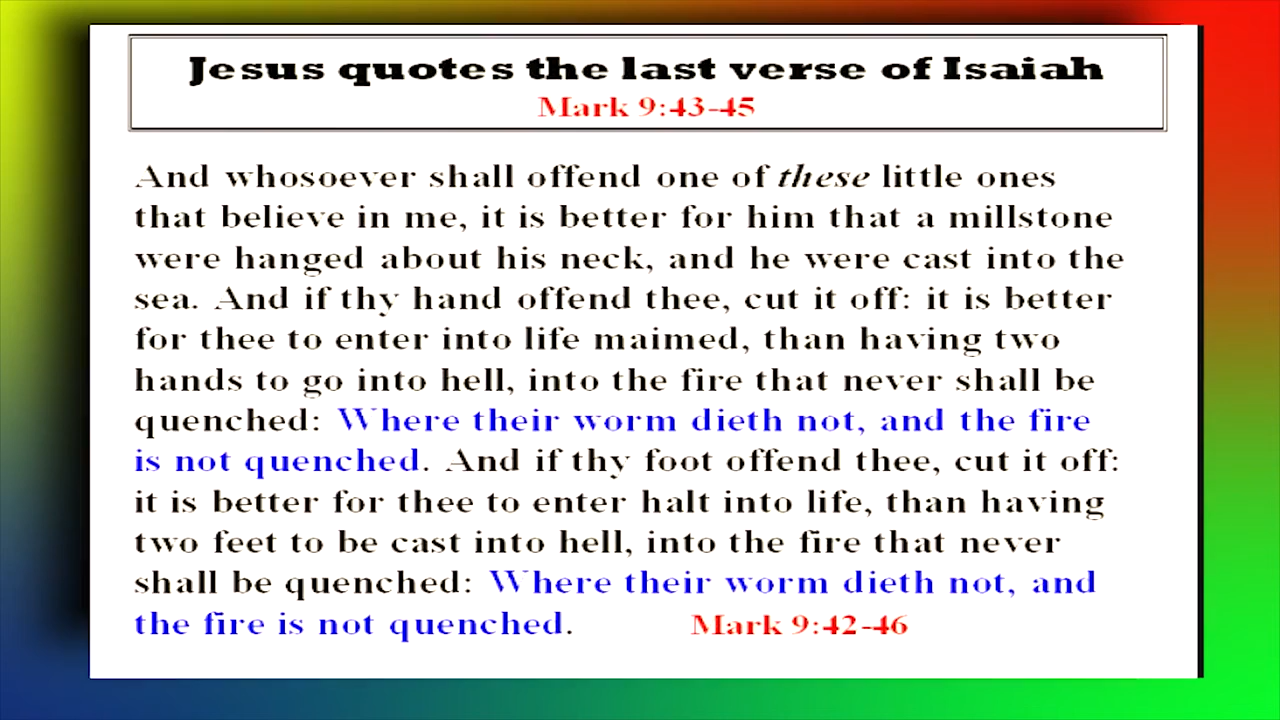 Jesus quotes the last verse of Isaiah
Mark 9:43-45
And whosoever shall offend one of these little ones
that believe in me, it is better for him that a millstone
were hanged about his neck, and he were cast into the
sea. And if thy hand offend thee, cut it off: it is better
for thee to enter into life maimed, than having two
hands to go into hell, into the fire that never shall be
quenched: Where their worm dieth not, and the fire
is not quenched. And if thy foot offend thee, cut it off:
it is better for thee to enter halt into life, than having
two feet to be cast into hell, into the fire that never
shall be quenched: Where their worm dieth not, and
the fire is not quenched. Mark 9:42-46